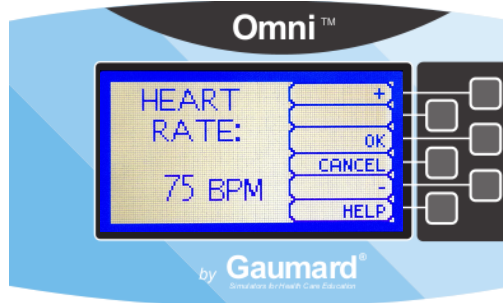 Omni™
HEART
RATE:
75 BPM
+
OK
CANCEL
-
HELP
by Gaumard®
Simulators for Health Care Education